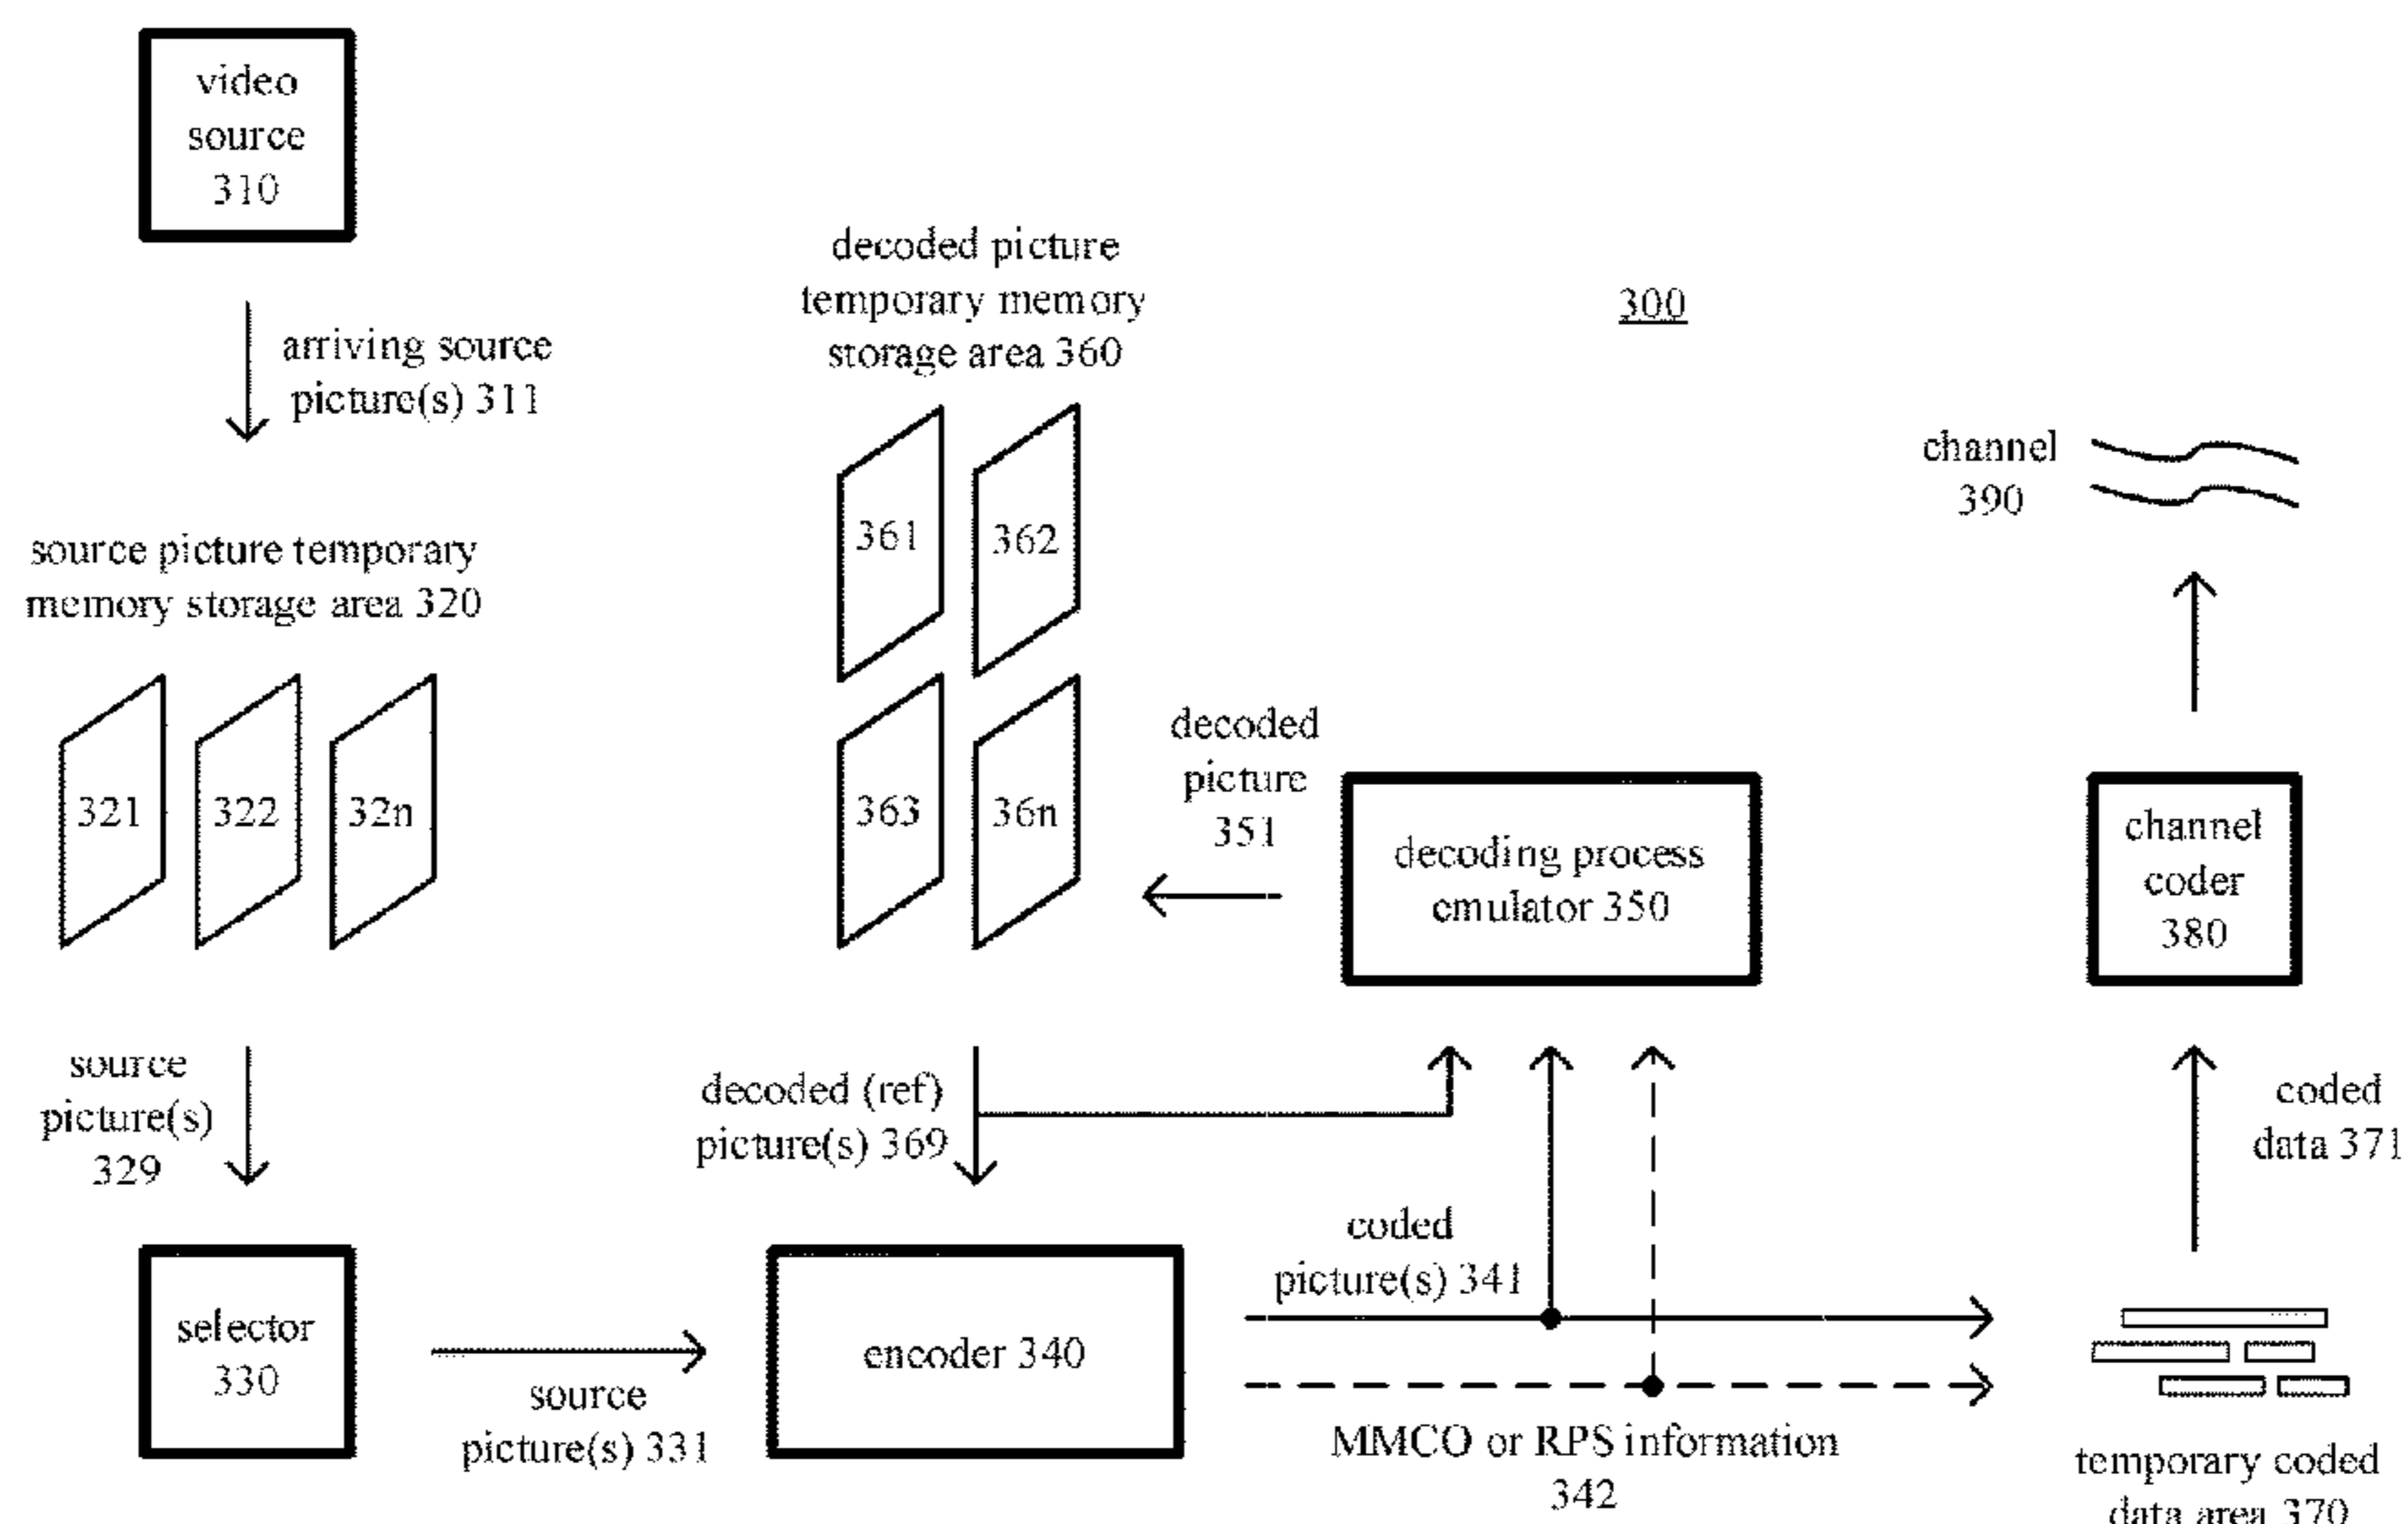 video
source
310
arriving source
picture(s) 311
source picture temporary
memory storage area 320
321
322
32n
source
picture(s)
329
selector
330
source
picture(s) 331
decoded picture
temporary memory
storage area 360
361
362
363
36n
decoded
picture
351
decoding process
emulator 350
decoded (ref)
picture(s) 369
encoder 340
coded
picture(s) 341
MMCO or RPS information
342
300
channel
390
channel
coder
380
coded
data 371
temporary coded
data area 370